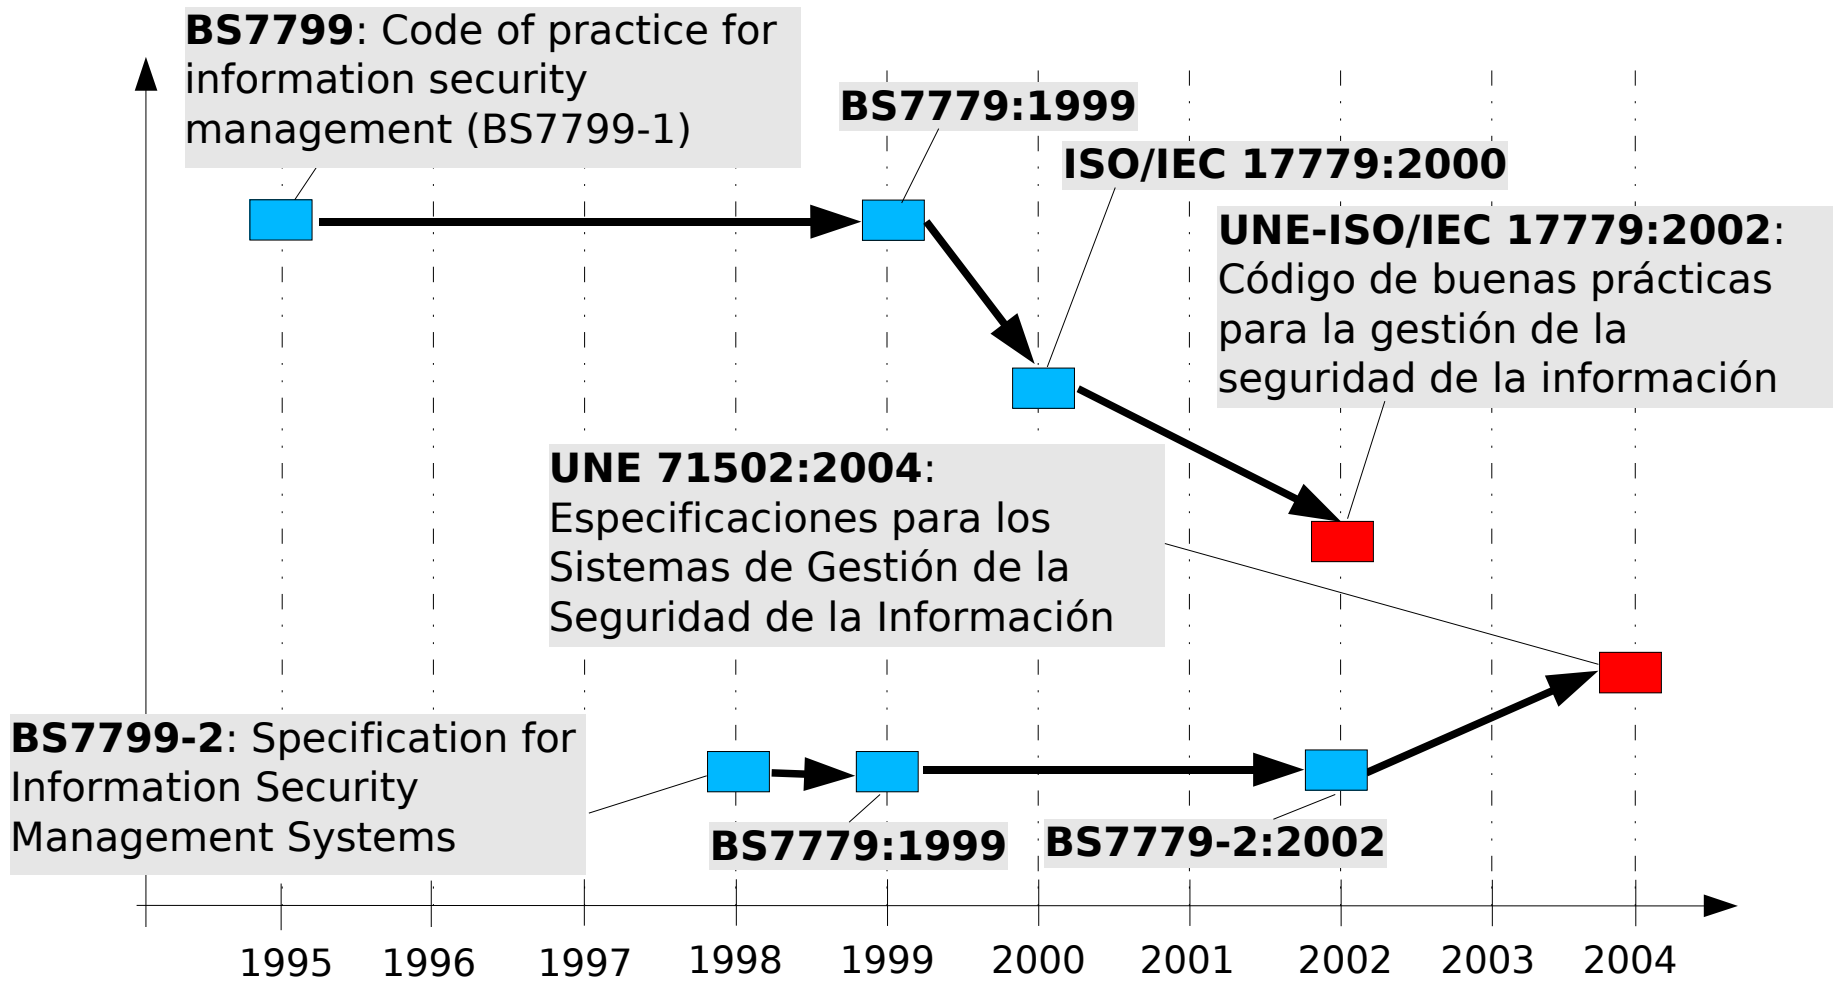 BS7799: Code of practice for
information security
management (BS7799-1)
BS7779:1999
ISO/IEC 17779:2000
UNE-ISO/IEC 17779:2002:
Código de buenas prácticas
para la gestión de la
seguridad de la información
UNE 71502:2004:
Especificaciones para los
Sistemas de Gestión de la
Seguridad de la Información
BS7799-2: Specification for
Information Security
Management Systems
BS7779:1999
BS7779-2:2002
1995 1996 1997 1998 1999 2000 2001 2002 2003 2004